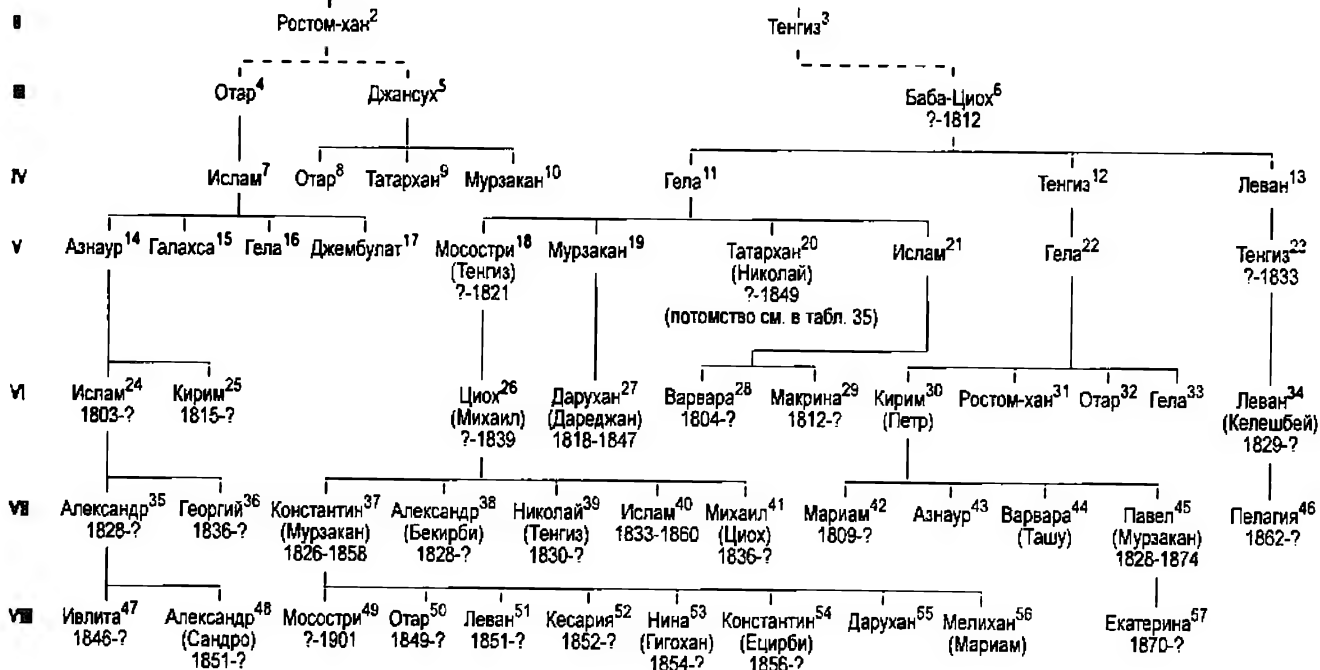 II Ростом-хан² Тенгиз³
III Отар⁴ Джансух⁵ Баба-Циох⁶
?-1812
IV Ислам⁷ Отар⁸ Татархан⁹ Мурзакан¹⁰ Гела¹¹ Тенгиз¹² Леван¹³
V Азнаур¹⁴ Галахса¹⁵ Гела¹⁶ Джембулат¹⁷ Мосостри¹⁸ Мурзакан¹⁹ Татархан²⁰ Ислам²¹ Гела²² Тенгиз²³
(Тенгиз) (Николай) ?-1833
?-1821 ?-1849
(потомство см. в табл. 35)
VI Ислам²⁴ Кирим²⁵ Циох²⁶ Дарухан²⁷ Варвара²⁸ Макрина²⁹ Кирим³⁰ Ростом-хан³¹ Отар³² Гела³³ Леван³⁴
1803-? 1815-? (Михаил) (Дареджан) 1804-? 1812-? (Петр) (Келешбей)
?-1839 1818-1847 1829-?
VII Александр³⁵ Георгий³⁶ Константин³⁷ Александр³⁸ Николай³⁹ Ислам⁴⁰ Михаил⁴¹ Мариам⁴² Азнаур⁴³ Варвара⁴⁴ Павел⁴⁵ Пелагия⁴⁶
1828-? 1836-? (Мурзакан) (Бекирби) (Тенгиз) 1833-1860 (Циох) 1809-? (Ташу) (Мурзакан) 1862-?
1826-1858 1828-? 1830-? 1836-? 1828-1874
VIII Ивлита⁴⁷ Александр⁴⁸ Мосостри⁴⁹ Отар⁵⁰ Леван⁵¹ Кесария⁵² Нина⁵³ Константин⁵⁴ Дарухан⁵⁵ Мелихан⁵⁶ Екатерина⁵⁷
1846-? (Сандро) ?-1901 1849-? 1851-? 1852-? (Гигохан) (Ецирби) (Мариам) 1870-?
1851-? 1854-? 1856-?